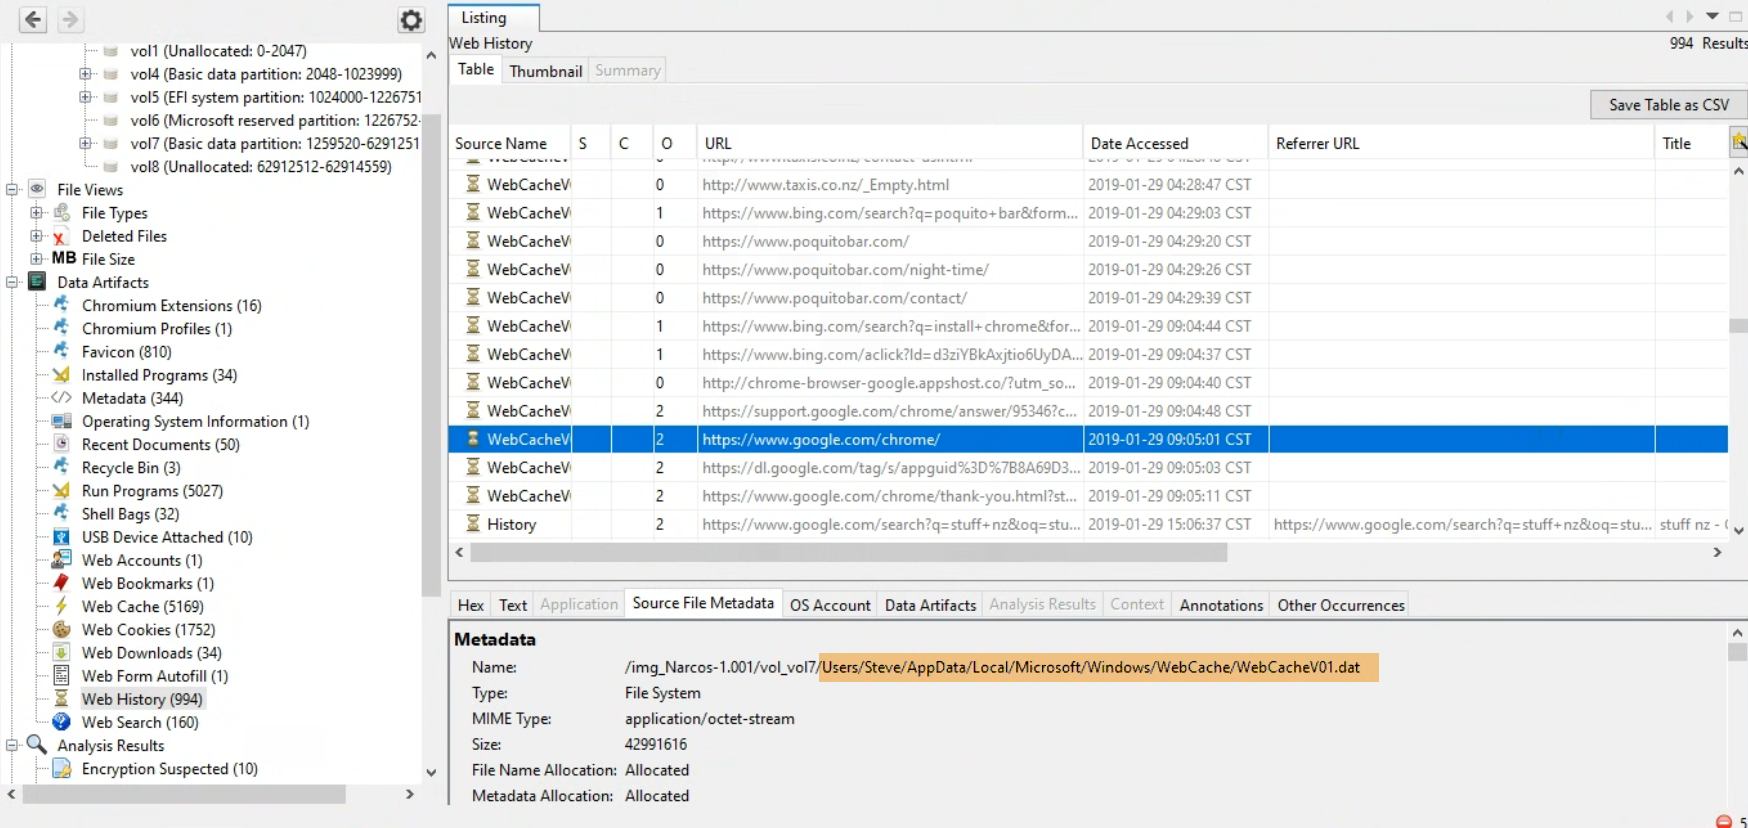 vol1 (Unallocated: 0-2047)
vol4 (Basic data partition: 2048-1023999)
vol5 (EFI system partition: 1024000-1226751
vol6 (Microsoft reserved partition: 1226752-
vol7 (Basic data partition: 1259520-6291251
vol8 (Unallocated: 62912512-62914559)
File Views
File Types
Deleted Files
MB File Size
Data Artifacts
Chromium Extensions (16)
Chromium Profiles (1)
Favicon (810)
Installed Programs (34)
Metadata (344)
Operating System Information (1)
Recent Documents (50)
Recycle Bin (3)
Run Programs (5027)
Shell Bags (32)
USB Device Attached (10)
Web Accounts (1)
Web Bookmarks (1)
Web Cache (5169)
Web Cookies (1752)
Web Downloads (34)
Web Form Autofill (1)
Web History (994)
Web Search (160)
Analysis Results
Encryption Suspected (10)
Listing
Web History 994 Results
Table Thumbnail Summary
Save Table as CSV
Source Name S C O URL Date Accessed Referrer URL Title
WebCacheV 0 http://www.taxis.co.nz/_Empty.html 2019-01-29 04:28:47 CST
WebCacheV 1 https://www.bing.com/search?q=poquito+bar&form... 2019-01-29 04:29:03 CST
WebCacheV 0 https://www.poquitobar.com/ 2019-01-29 04:29:20 CST
WebCacheV 0 https://www.poquitobar.com/night-time/ 2019-01-29 04:29:26 CST
WebCacheV 0 https://www.poquitobar.com/contact/ 2019-01-29 04:29:39 CST
WebCacheV 1 https://www.bing.com/search?q=install+chrome&for... 2019-01-29 09:04:44 CST
WebCacheV 1 https://www.bing.com/aclick?ld=d3ziYBkAxjtio6UyDA... 2019-01-29 09:04:37 CST
WebCacheV 0 http://chrome-browser-google.appshost.co/?utm_so... 2019-01-29 09:04:40 CST
WebCacheV 2 https://support.google.com/chrome/answer/95346?c... 2019-01-29 09:04:48 CST
WebCacheV 2 https://www.google.com/chrome/ 2019-01-29 09:05:01 CST
WebCacheV 2 https://dl.google.com/tag/s/appguid%3D%7B8A69D3... 2019-01-29 09:05:03 CST
WebCacheV 2 https://www.google.com/chrome/thank-you.html?st... 2019-01-29 09:05:11 CST
History 2 https://www.google.com/search?q=stuff+nz&oq=stu... 2019-01-29 15:06:37 CST https://www.google.com/search?q=stuff+nz&oq=stu... stuff nz -
Hex Text Application Source File Metadata OS Account Data Artifacts Analysis Results Context Annotations Other Occurrences
Metadata
Name: /img_Narcos-1.001/vol_vol7/Users/Steve/AppData/Local/Microsoft/Windows/WebCache/WebCacheV01.dat
Type: File System
MIME Type: application/octet-stream
Size: 42991616
File Name Allocation: Allocated
Metadata Allocation: Allocated
5